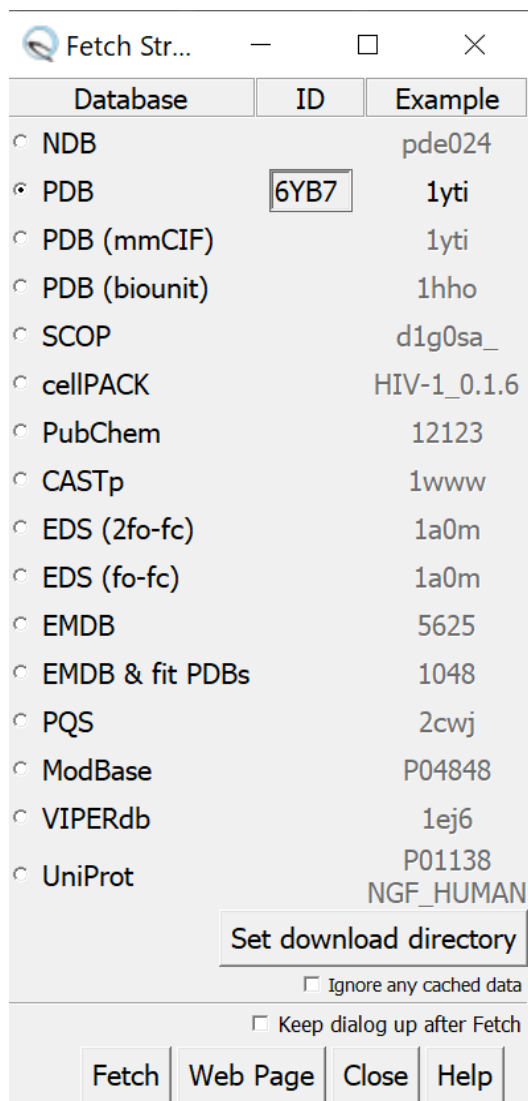 Fetch Str...
Database ID Example
NDB pde024
PDB 6YB7 1yti
PDB (mmCIF) 1yti
PDB (biounit) 1hho
SCOP d1g0sa_
cellPACK HIV-1_0.1.6
PubChem 12123
CASTp 1www
EDS (2fo-fc) 1a0m
EDS (fo-fc) 1a0m
EMDB 5625
EMDB & fit PDBs 1048
PQS 2cwj
ModBase P04848
VIPERdb 1ej6
UniProt P01138
NGF_HUMAN
Set download directory
Ignore any cached data
Keep dialog up after Fetch
Fetch Web Page Close Help